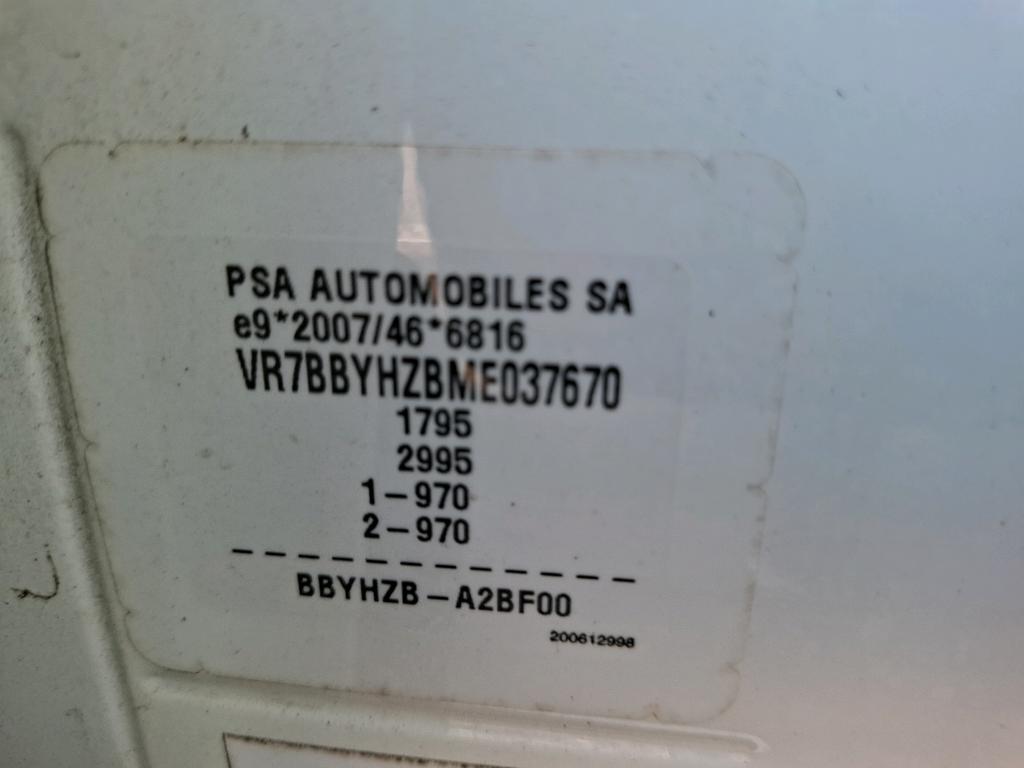 PSA AUTOMOBILES SA
e9*2007/46*6816
VR7BBYHZBME037670
1795
2995
1-970
2-970
BBYHZB-A2BF00
200612998